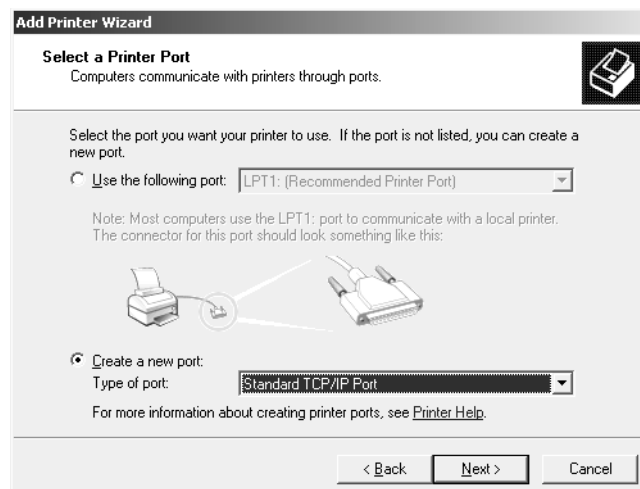 Add Printer Wizard
Select a Printer Port
Computers communicate with printers through ports.
Select the port you want your printer to use. If the port is not listed, you can create a
new port.
Use the following port: LPT1: (Recommended Printer Port)
Note: Most computers use the LPT1: port to communicate with a local printer.
The connector for this port should look something like this:
Create a new port:
Type of port: Standard TCP/IP Port
For more information about creating printer ports, see Printer Help.
< Back Next > Cancel